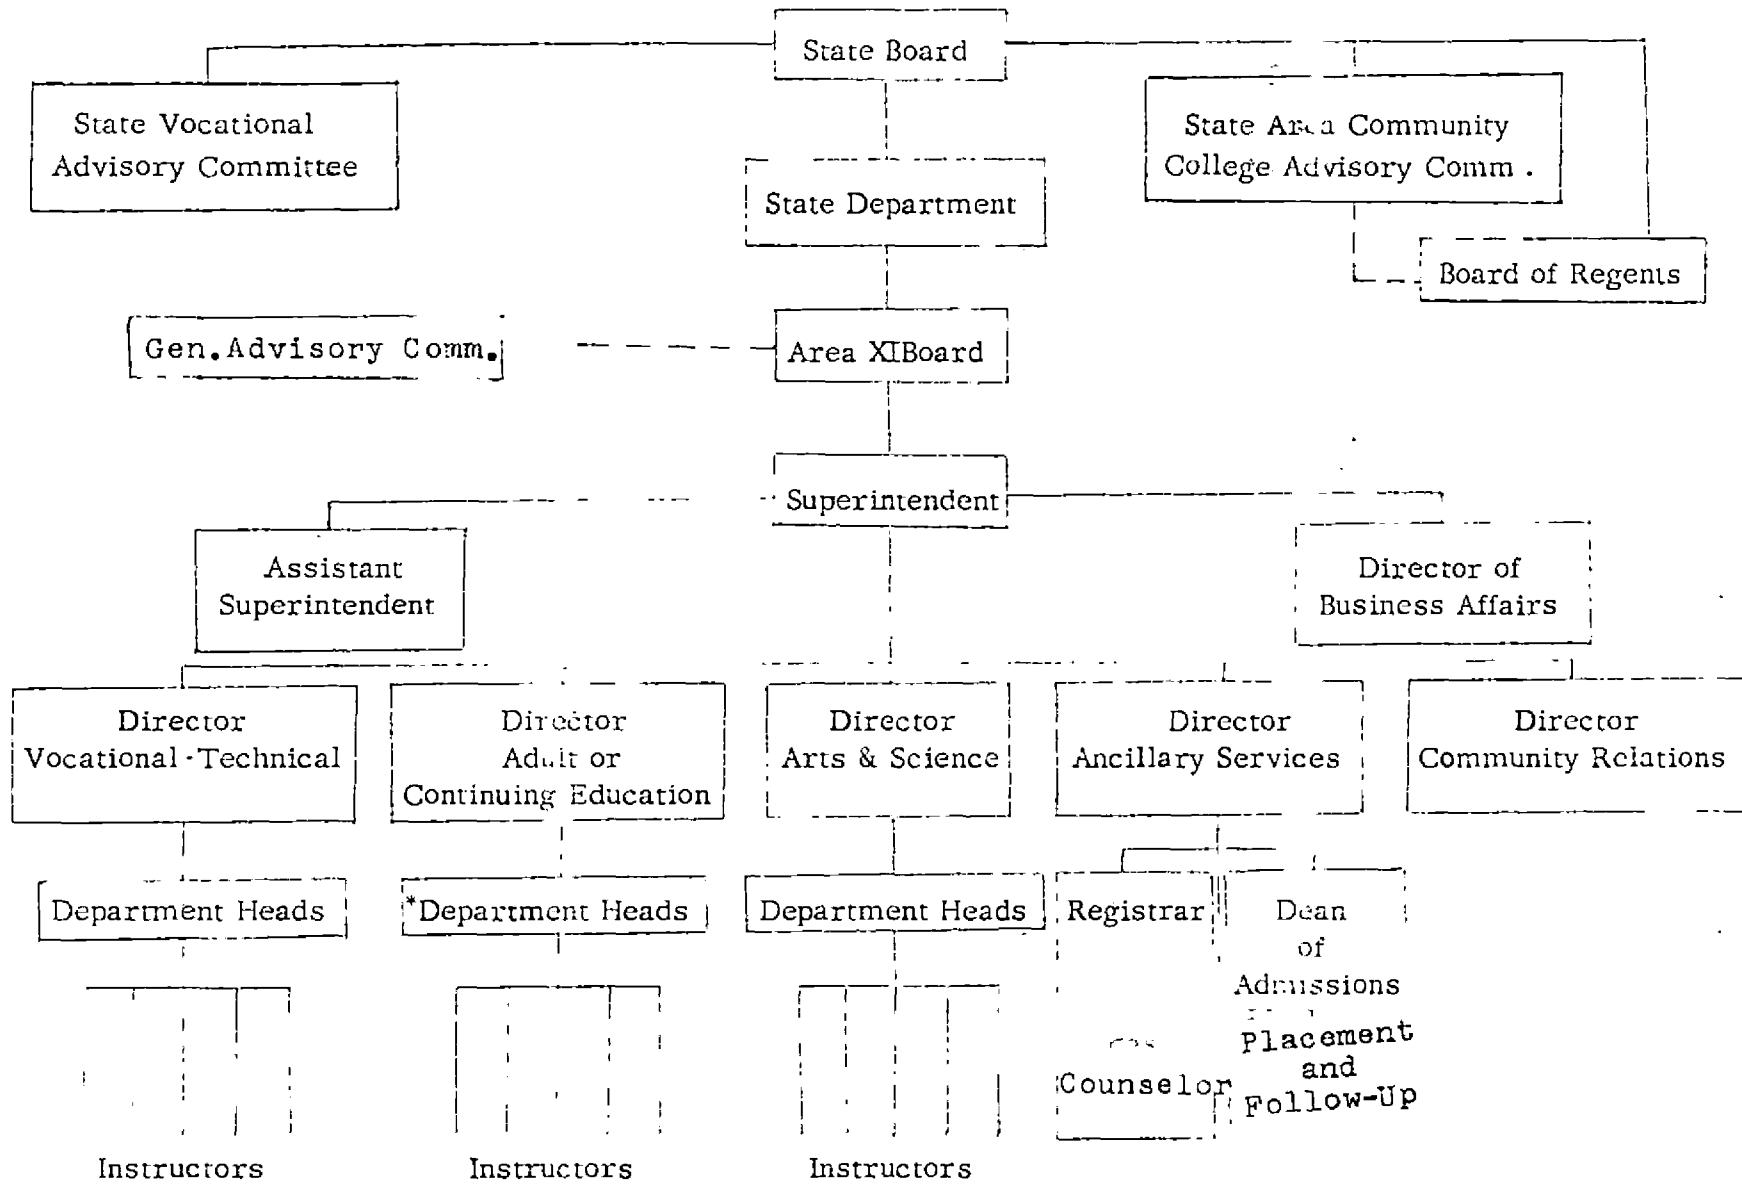 State Board
State Vocational
Advisory Committee
State Area Community
College Advisory Comm.
State Department
Board of Regents
Gen.Advisory Comm.
Area XIBoard
Superintendent
Assistant
Superintendent
Director of
Business Affairs
Director
Vocational-Technical
Director
Adult or
Continuing Education
Director
Arts & Science
Director
Ancillary Services
Director
Community Relations
Department Heads
*Department Heads
Department Heads
Registrar
Dean
of
Admissions
Counselor
Placement
and
Follow-Up
Instructors
Instructors
Instructors